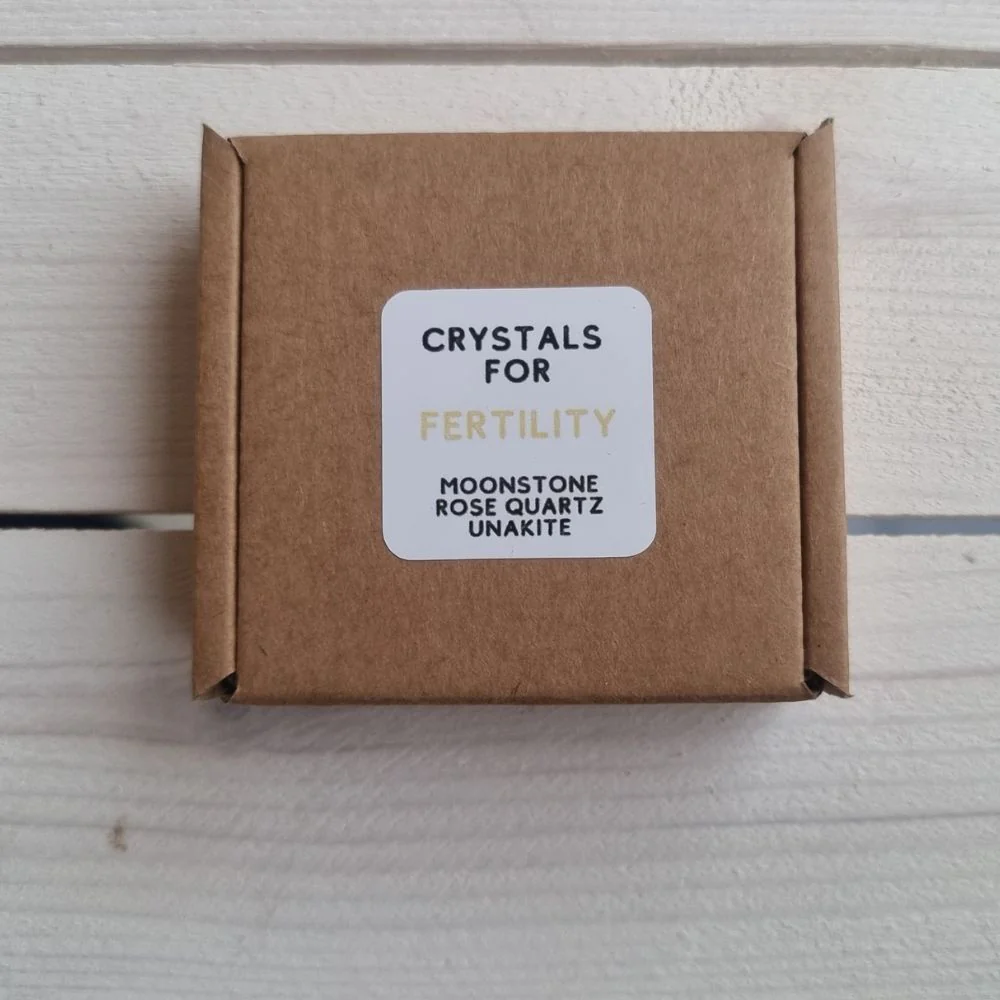 CRYSTALS
FOR
FERTILITY
MOONSTONE
ROSE QUARTZ
UNAKITE